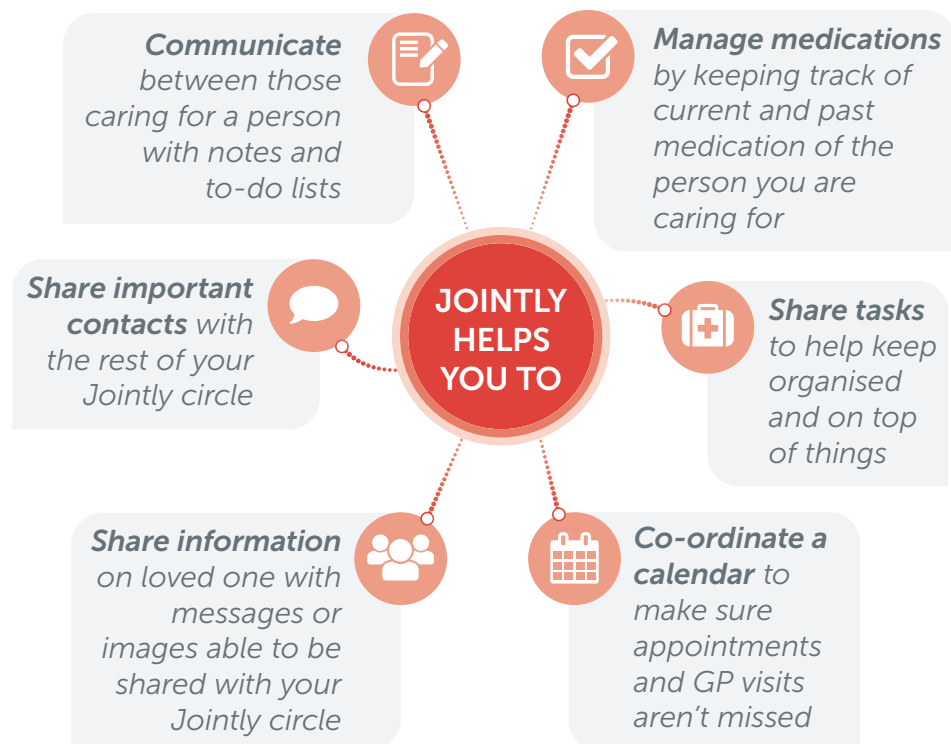 Communicate
between those
caring for a person
with notes and
to-do lists
Manage medications
by keeping track of
current and past
medication of the
person you are
caring for
Share important
contacts with
the rest of your
Jointly circle
JOINTLY
HELPS
YOU TO
Share tasks
to help keep
organised
and on top
of things
Share information
on loved one with
messages or
images able to be
shared with your
Jointly circle
Co-ordinate a
calendar to
make sure
appointments
and GP visits
aren’t missed